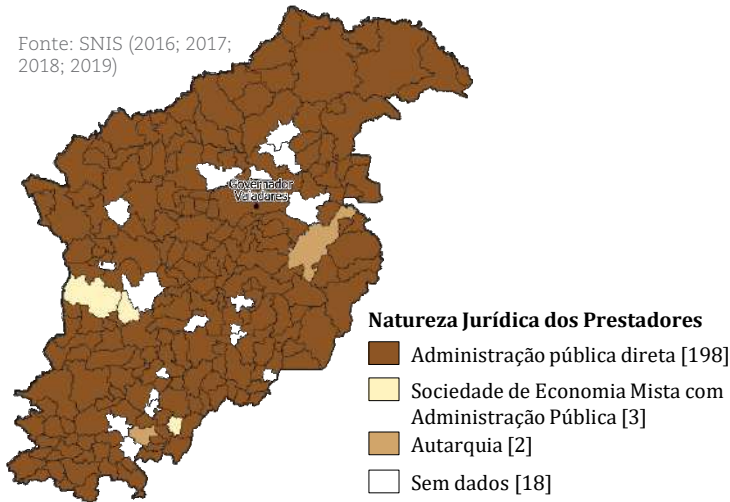 Fonte: SNIS (2016; 2017;
2018; 2019)
Governador
Valadares
Natureza Jurídica dos Prestadores
Administração pública direta [198]
Sociedade de Economia Mista com
Administração Pública [3]
Autarquia [2]
Sem dados [18]